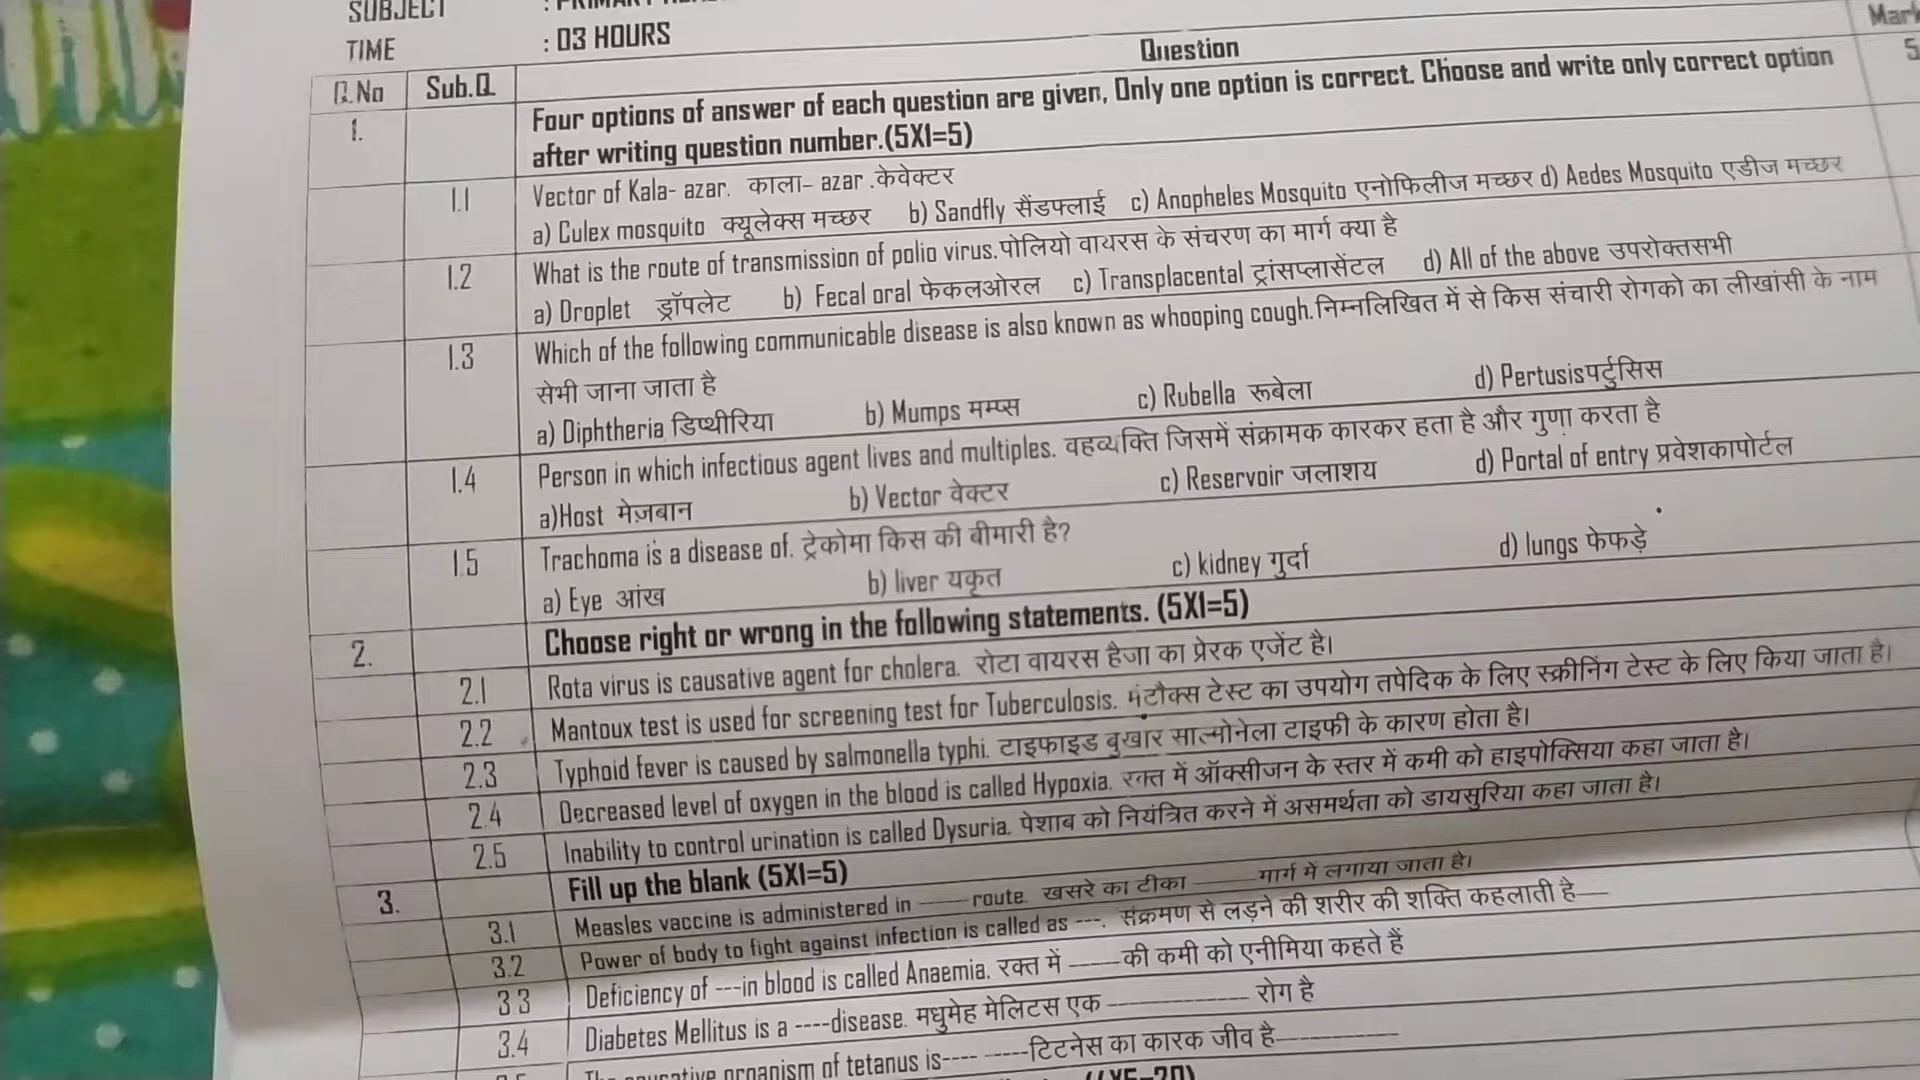 SUBJECT
TIME : 03 HOURS
Mark
Q.No Sub.Q Question
1. Four options of answer of each question are given, Only one option is correct. Choose and write only correct option 5
after writing question number.(5X1=5)
1.1 Vector of Kala- azar. काला- azar .केवेक्टर
a) Culex mosquito क्यूलेक्स मच्छर b) Sandfly सैंडफ्लाई c) Anopheles Mosquito एनोफिलीज मच्छर d) Aedes Mosquito एडीज मच्छर
1.2 What is the route of transmission of polio virus.पोलियो वायरस के संचरण का मार्ग क्या है
a) Droplet ड्रॉपलेट b) Fecal oral फेकलओरल c) Transplacental ट्रांसप्लासेंटल d) All of the above उपरोक्तसभी
1.3 Which of the following communicable disease is also known as whooping cough.निम्नलिखित में से किस संचारी रोगको का लीखांसी के नाम
सेभी जाना जाता है
a) Diphtheria डिप्थीरिया b) Mumps मम्प्स c) Rubella रूबेला d) Pertusisपर्टुसिस
1.4 Person in which infectious agent lives and multiples. वहव्यक्ति जिसमें संक्रामक कारकर हता है और गुणा करता है
a)Host मेज़बान b) Vector वेक्टर c) Reservoir जलाशय d) Portal of entry प्रवेशकापोर्टल
1.5 Trachoma is a disease of. ट्रेकोमा किस की बीमारी है?
a) Eye आंख b) liver यकृत c) kidney गुर्दा d) lungs फेफड़े
2. Choose right or wrong in the following statements. (5X1=5)
2.1 Rota virus is causative agent for cholera. रोटा वायरस हैजा का प्रेरक एजेंट है।
2.2 Mantoux test is used for screening test for Tuberculosis. मंटौक्स टेस्ट का उपयोग तपेदिक के लिए स्क्रीनिंग टेस्ट के लिए किया जाता है।
2.3 Typhoid fever is caused by salmonella typhi. टाइफाइड बुखार साल्मोनेला टाइफी के कारण होता है।
2.4 Decreased level of oxygen in the blood is called Hypoxia. रक्त में ऑक्सीजन के स्तर में कमी को हाइपोक्सिया कहा जाता है।
2.5 Inability to control urination is called Dysuria. पेशाब को नियंत्रित करने में असमर्थता को डायसुरिया कहा जाता है।
3. Fill up the blank (5X1=5)
3.1 Measles vaccine is administered in ------ route. खसरे का टीका ______ मार्ग में लगाया जाता है।
3.2 Power of body to fight against infection is called as ---. संक्रमण से लड़ने की शरीर की शक्ति कहलाती है___
3.3 Deficiency of ---in blood is called Anaemia. रक्त में _____की कमी को एनीमिया कहते हैं
3.4 Diabetes Mellitus is a ----disease. मधुमेह मेलिटस एक ____________ रोग है
organism of tetanus is---- -----टिटनेस का कारक जीव है__________